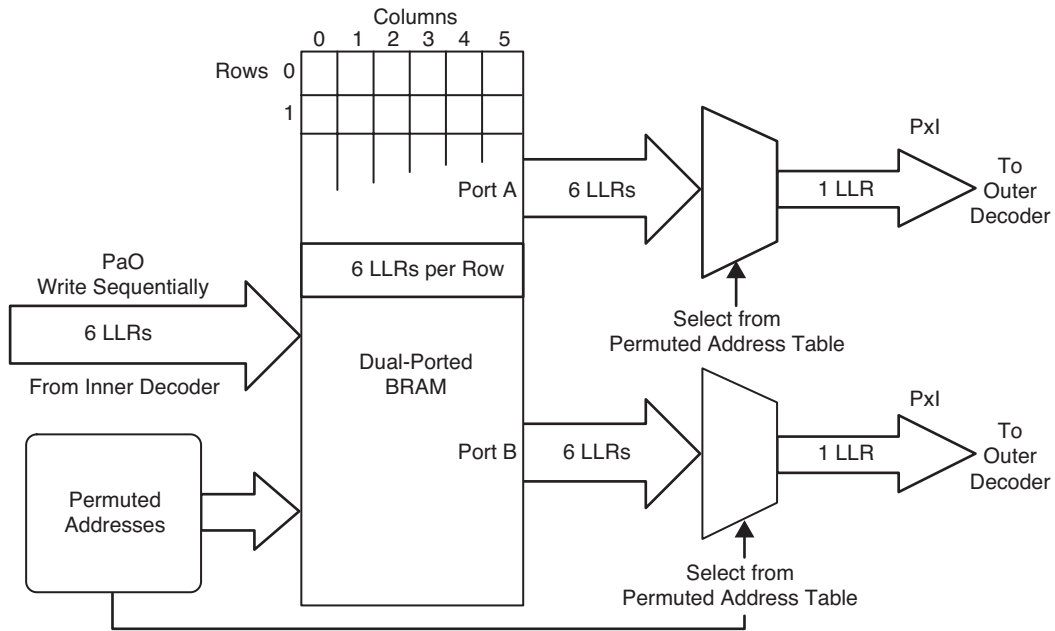 Columns
0 1 2 3 4 5
Rows 0
1
Port A
6 LLRs
PxI
1 LLR
To
Outer
Decoder
6 LLRs per Row
PaO
Write Sequentially
6 LLRs
From Inner Decoder
Select from
Permuted Address Table
Dual-Ported
BRAM
Port B
6 LLRs
PxI
1 LLR
To
Outer
Decoder
Permuted
Addresses
Select from
Permuted Address Table